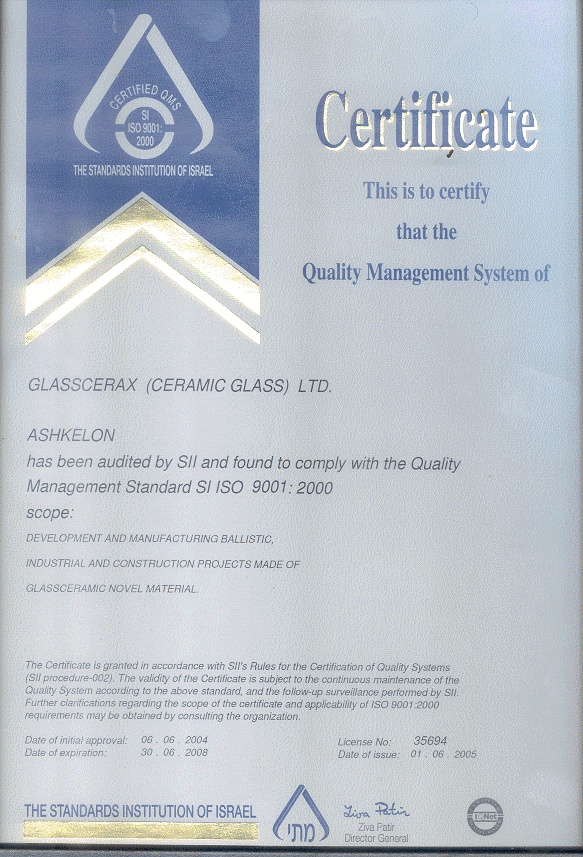 CERTIFIED QMS
SI
ISO 9001:
2000
THE STANDARDS INSTITUTION OF ISRAEL
Certificate
This is to certify
that the
Quality Management System of
GLASSCERAX (CERAMIC GLASS) LTD.
ASHKELON
has been audited by SII and found to comply with the Quality
Management Standard SI ISO 9001: 2000
scope:
DEVELOPMENT AND MANUFACTURING BALLISTIC,
INDUSTRIAL AND CONSTRUCTION PROJECTS MADE OF
GLASSCERAMIC NOVEL MATERIAL.
The Certificate is granted in accordance with SII's Rules for the Certification of Quality Systems
(SII procedure-002). The validity of the Certificate is subject to the continuous maintenance of the
Quality System according to the above standard, and the follow-up surveillance performed by SII.
Further clarifications regarding the scope of the certificate and applicability of ISO 9001:2000
requirements may be obtained by consulting the organization.
Date of initial approval: 06 . 06 . 2004
Date of expiration: 30 . 06 . 2008
License No: 35694
Date of issue: 01 . 06 . 2005
THE STANDARDS INSTITUTION OF ISRAEL
מתי
Ziva Patir
Ziva Patir
Director General
IQNet